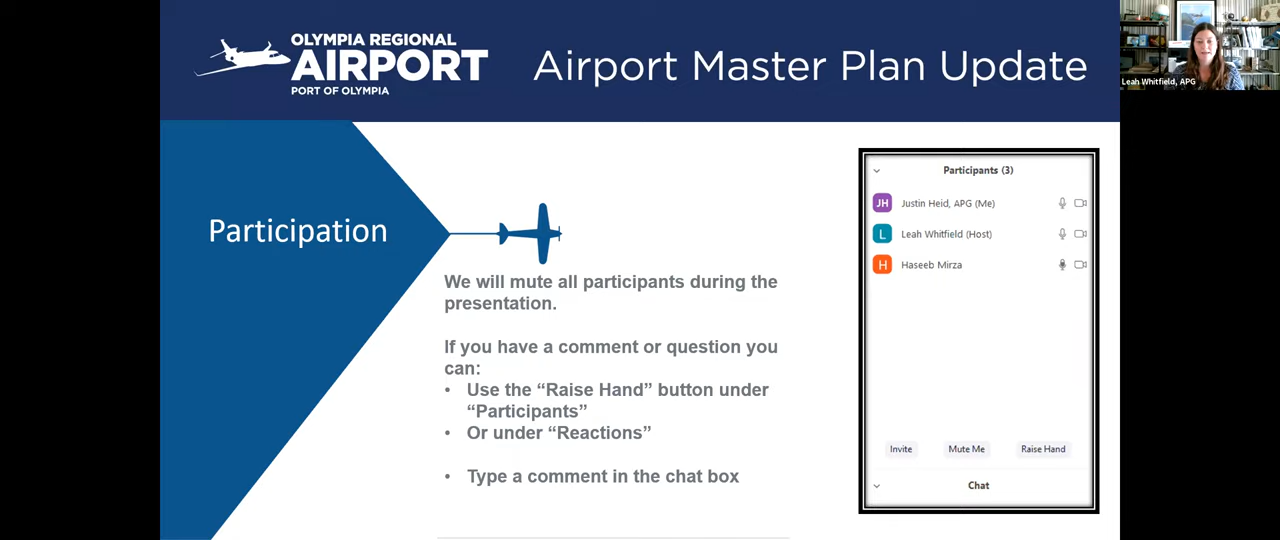 OLYMPIA REGIONAL
AIRPORT
PORT OF OLYMPIA
Airport Master Plan Update
Leah Whitfield, APG
Participation
We will mute all participants during the
presentation.
If you have a comment or question you
can:
• Use the “Raise Hand” button under
“Participants”
• Or under “Reactions”
• Type a comment in the chat box
Participants (3)
JH Justin Heid, APG (Me)
L Leah Whitfield (Host)
H Haseeb Mirza
Invite Mute Me Raise Hand
Chat